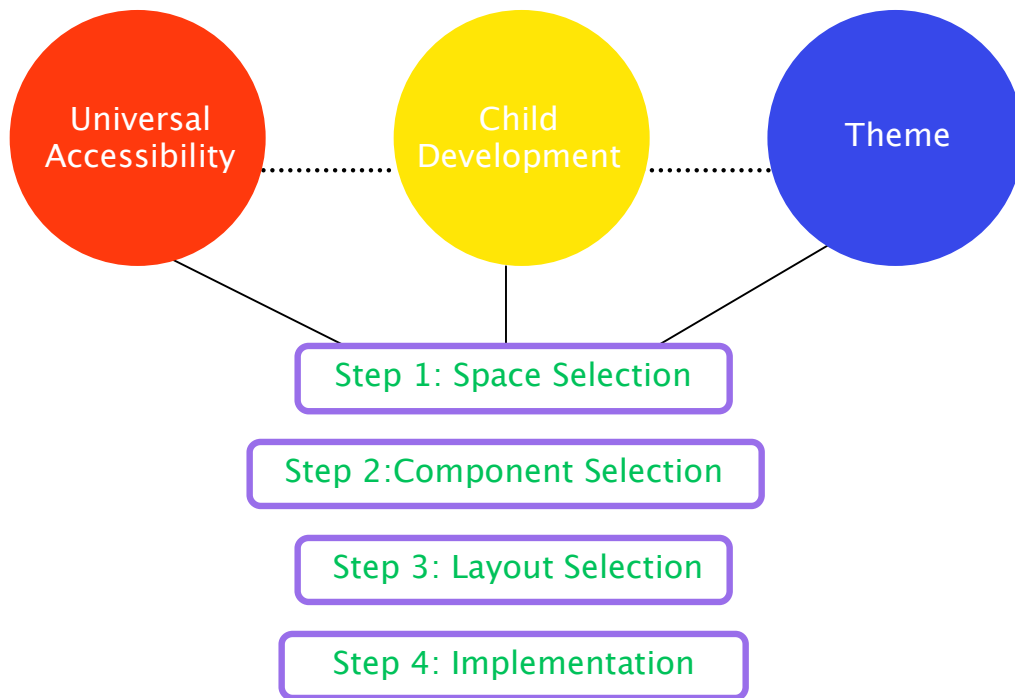 Universal
Accessibility
Child
Development
Theme
Step 1: Space Selection
Step 2:Component Selection
Step 3: Layout Selection
Step 4: Implementation